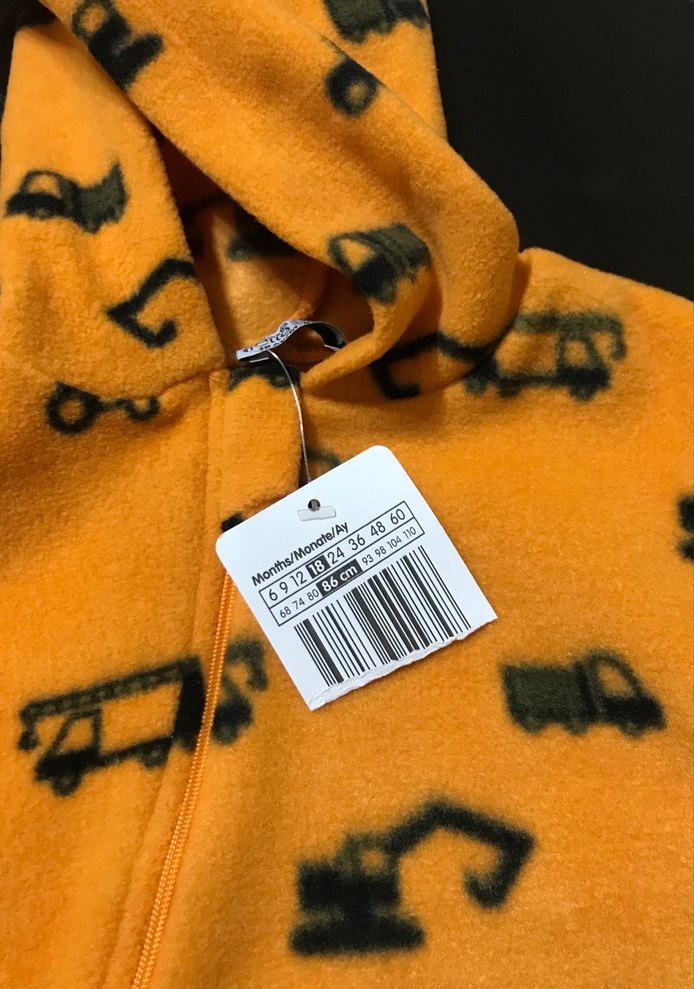 Months/Monate/Ay
6 9 12 18 24 36 48 60
68 74 80 86 cm 93 98 104 110